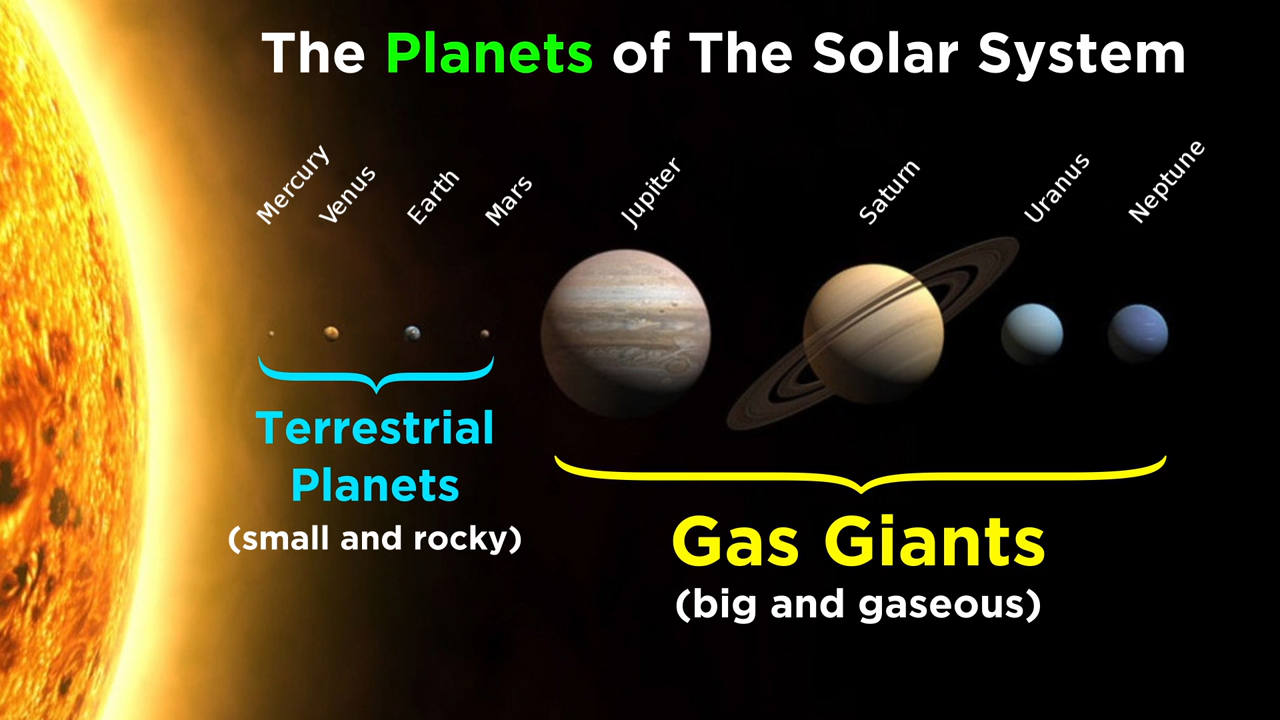 The Planets of The Solar System
Mercury
Venus
Earth
Mars
Jupiter
Saturn
Uranus
Neptune
Terrestrial
Planets
(small and rocky)
Gas Giants
(big and gaseous)